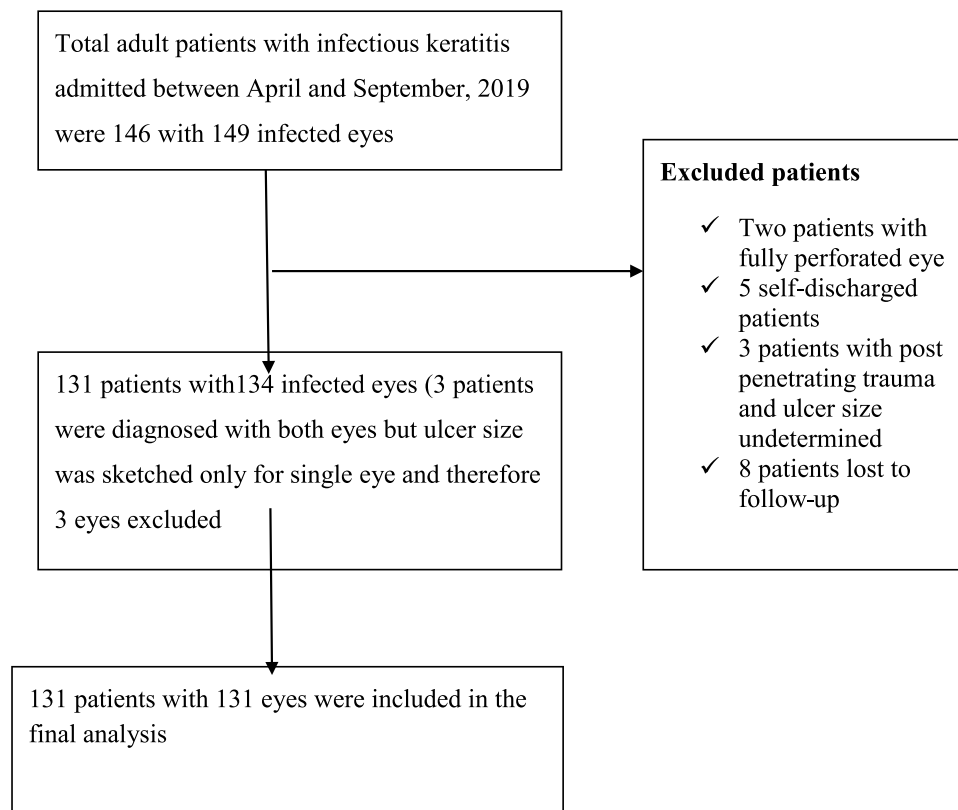 Total adult patients with infectious keratitis
admitted between April and September, 2019
were 146 with 149 infected eyes
Excluded patients
✓ Two patients with
fully perforated eye
✓ 5 self-discharged
patients
✓ 3 patients with post
penetrating trauma
and ulcer size
undetermined
✓ 8 patients lost to
follow-up
131 patients with134 infected eyes (3 patients
were diagnosed with both eyes but ulcer size
was sketched only for single eye and therefore
3 eyes excluded
131 patients with 131 eyes were included in the
final analysis